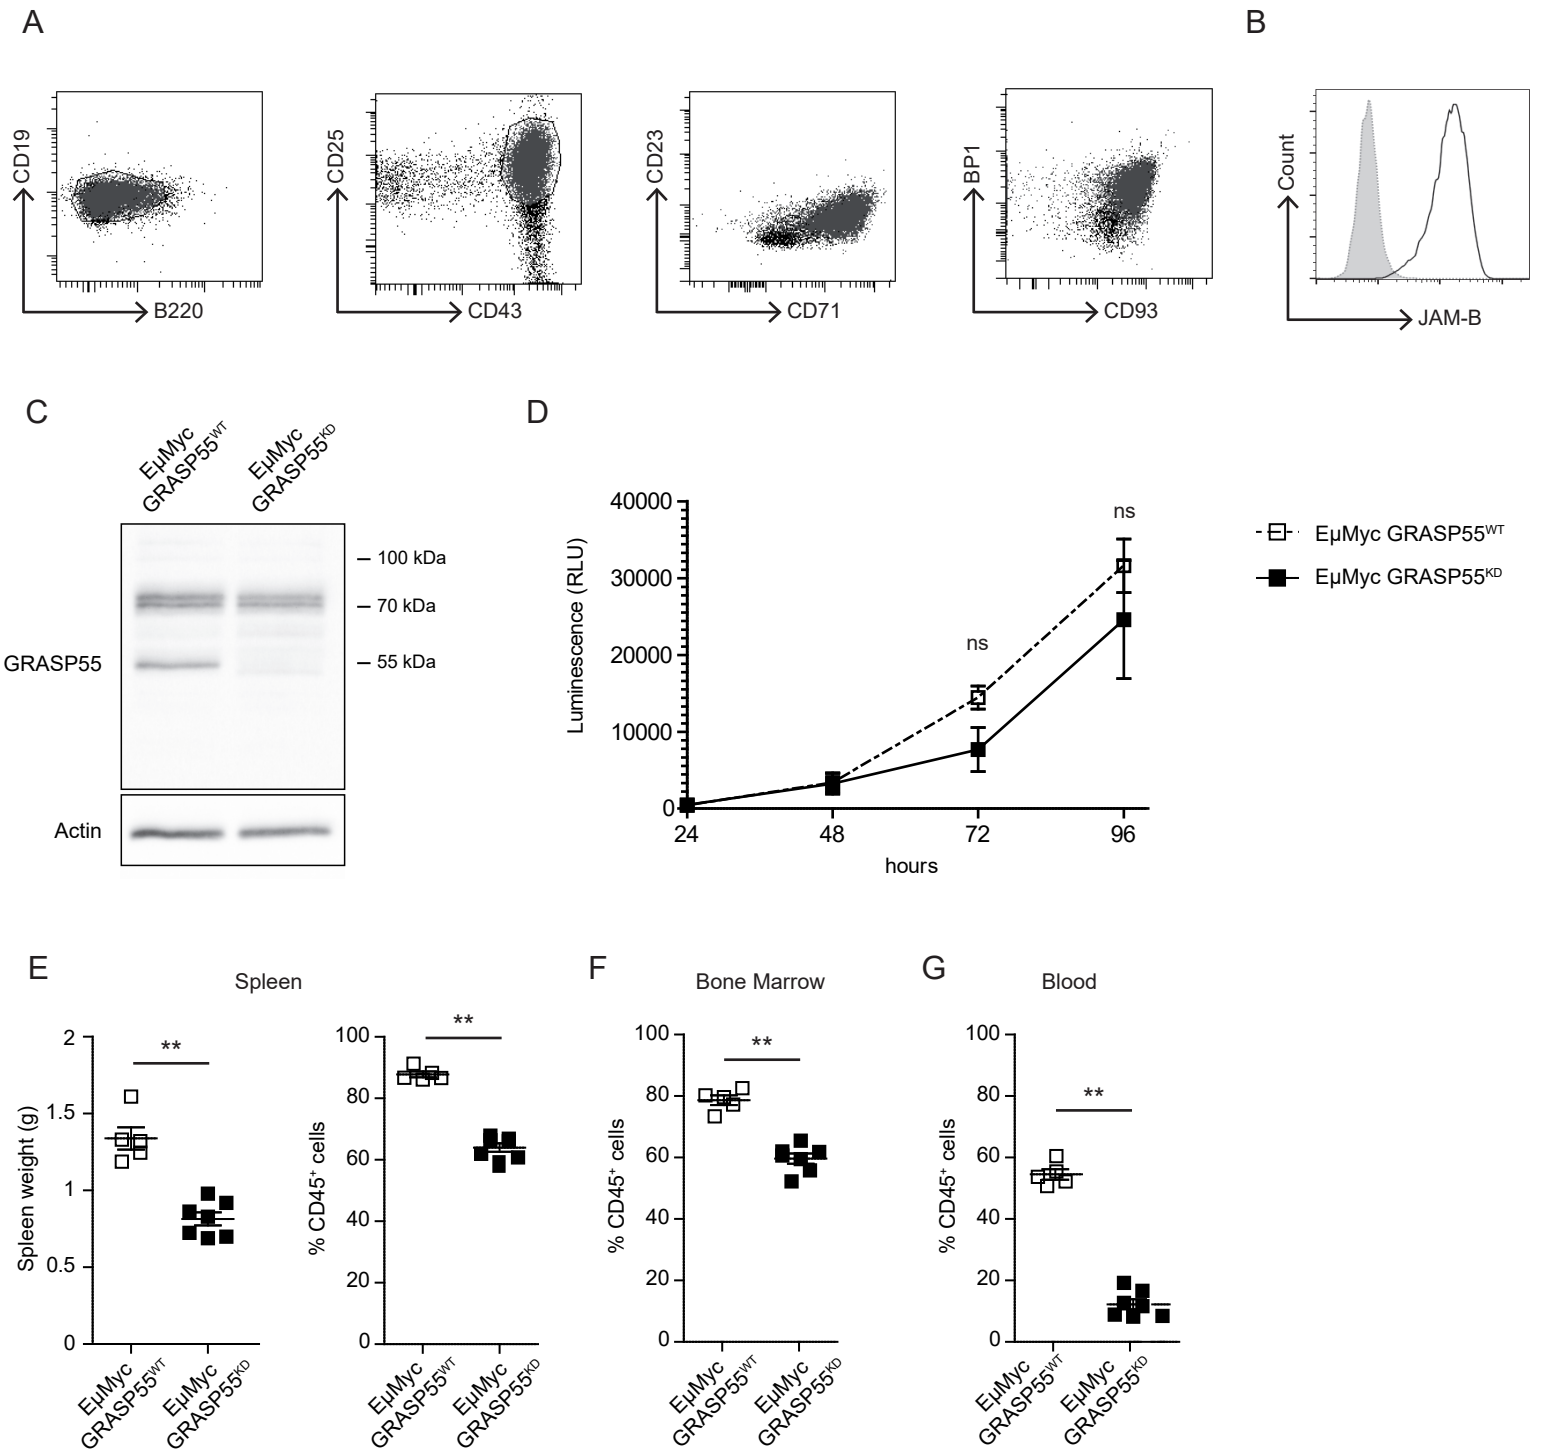 A
B
CD19
B220
CD25
CD43
CD23
CD71
BP1
CD93
Count
JAM-B
C
D
EµMyc
GRASP55WT
EµMyc
GRASP55KD
100 kDa
70 kDa
55 kDa
GRASP55
Actin
Luminescence (RLU)
40000
30000
20000
10000
0
24
48
72
96
hours
ns
ns
EµMyc GRASP55WT
EµMyc GRASP55KD
E
Spleen
Spleen weight (g)
2
1.5
1
0.5
0
**
EµMyc
GRASP55WT
EµMyc
GRASP55KD
% CD45+ cells
100
80
60
40
20
0
**
EµMyc
GRASP55WT
EµMyc
GRASP55KD
F
Bone Marrow
% CD45+ cells
100
80
60
40
20
0
**
EµMyc
GRASP55WT
EµMyc
GRASP55KD
G
Blood
% CD45+ cells
100
80
60
40
20
0
**
EµMyc
GRASP55WT
EµMyc
GRASP55KD